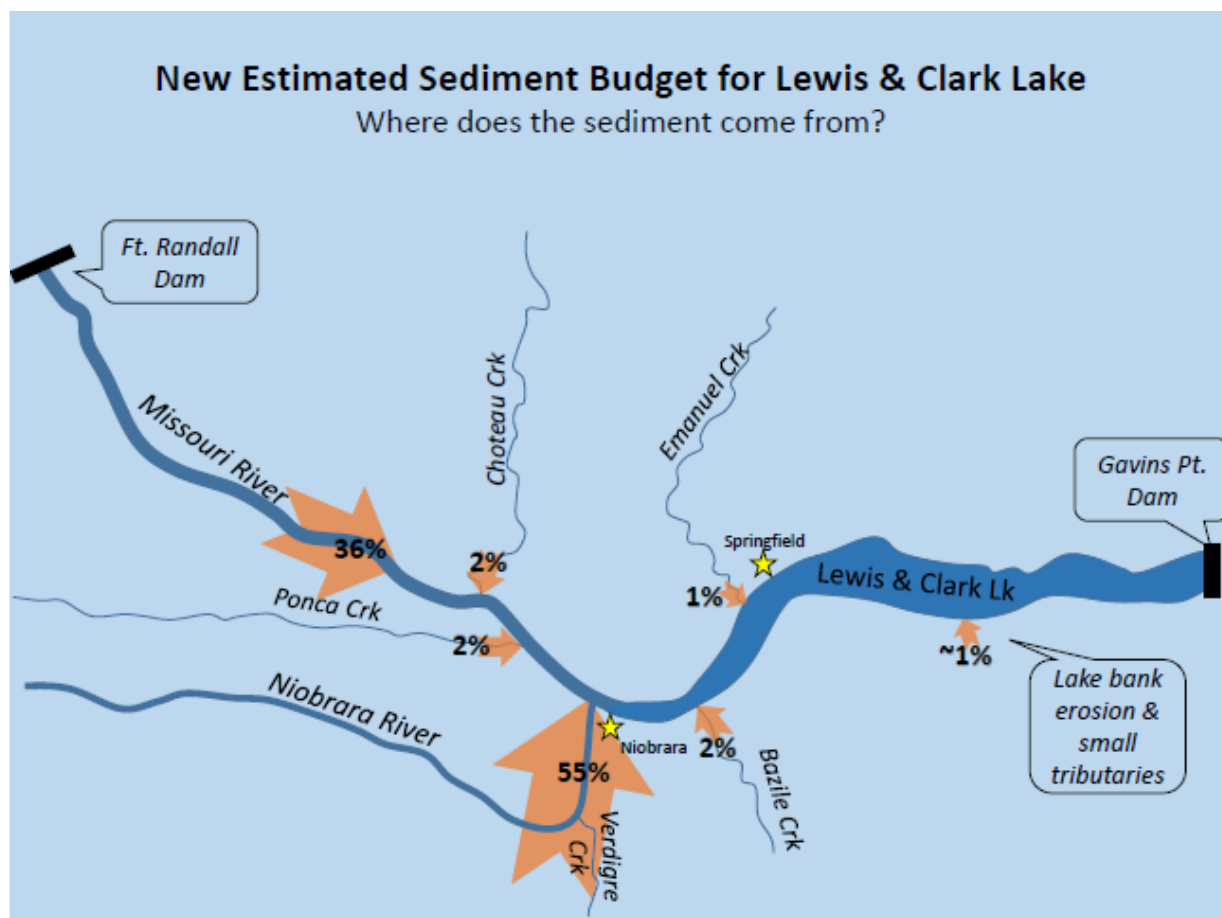 New Estimated Sediment Budget for Lewis & Clark Lake
Where does the sediment come from?
Ft. Randall
Dam
Missouri River
Choteau Crk
Emanuel Crk
Gavins Pt.
Dam
Springfield
36%
2%
Lewis & Clark Lk
1%
Ponca Crk
2%
~1%
Lake bank
erosion &
small
tributaries
Niobrara River
Niobrara
2%
55%
Bazile Crk
Verdigre
Crk